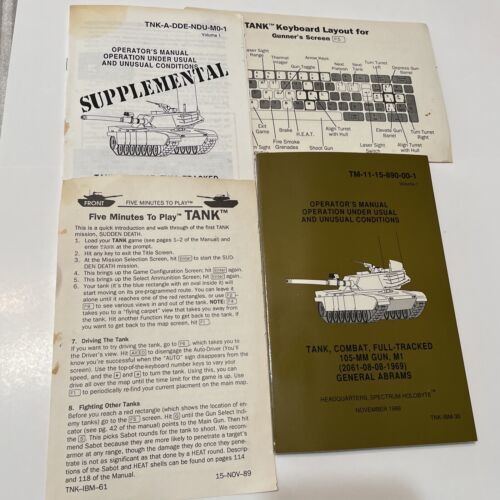 TNK-A-DDE-NDU-M0-1
Volume 1
OPERATOR'S MANUAL
OPERATION UNDER USUAL
AND UNUSUAL CONDITIONS
SUPPLEMENTAL
TANK™ Keyboard Layout for
Gunner's Screen F5
Laser Sight
Range
Thermal
Imager
Gun Toggle
Arrow Keys
Next
Platoon
Next
Tank
Turn Turret
Left
Depress Gun
Barrel
Exit
Game
Brake
Fire Smoke
Grenades
H.E.A.T.
Shoot Gun
Align Turret
with Hull
Laser Sight
Switch
Elevate Gun
Barrel
Align Hull
with Turret
Turn Turret
Right
FRONT
FIVE MINUTES TO PLAY™ TANK™
Five Minutes To Play™ TANK™
This is a quick introduction and walk through of the first TANK
mission, SUDDEN DEATH.
1. Load your TANK game (see pages 1–2 of the Manual) and
enter TANK at the prompt.
2. Hit any key to exit the Title Screen.
3. At the Mission Selection Screen, hit Enter to start the SUD-
DEN DEATH mission.
4. This brings up the Game Configuration Screen; hit Enter again.
5. This brings up the Select Ammunition Screen; hit Enter again.
6. Your tank (it's the blue rectangle with an oval inside it) will
start moving on its pre-programmed route. You can leave it
alone until it reaches one of the red rectangles, or use F2 –
F8 to see various views in and out of the tank. NOTE:
takes you to a "flying carpet" view that takes you away from
the tank. Hit another Function Key to get back to the tank. If
you want to get back to the map screen, hit F1.
7. Driving The Tank
If you want to try driving the tank, go to which takes you to
the Driver's view. Hit to disengage the Auto-Driver (You'll
know you're successful when the "AUTO" sign disappears from the
screen). Use the top-of-the-keyboard number keys to vary your
speed, and the and to turn the tank. Using this, you can
drive all over the map until the time limit for the game is up. Use
F1 to periodically re-find your current placement on the main map.
8. Fighting Other Tanks
Before you reach a red rectangle (which shows the location of en-
emy tanks) go to the F5 screen. Hit G until the Gun Select Indi-
cator (see pg. 42 of the manual) points to the Main Gun. Then hit
the This picks Sabot rounds for the tank to shoot. We recom-
mend Sabot because they are more likely to penetrate a target's
armor at any range, though the damage they do once they pene-
trate is not as significant as that done by a HEAT round. Descrip-
tions of the Sabot and HEAT shells can be found on pages 114
and 118 of the Manual.
TNK–IBM–61
15–NOV–89
TM-11-15-890-00-1
Volume 1
OPERATOR'S MANUAL
OPERATION UNDER USUAL
AND UNUSUAL CONDITIONS
TANK, COMBAT, FULL-TRACKED
105-MM GUN, M1
(2061-08-08-1969)
GENERAL ABRAMS
HEADQUARTERS, SPECTRUM HOLOBYTE
NOVEMBER 1989
TNK-IBM-30